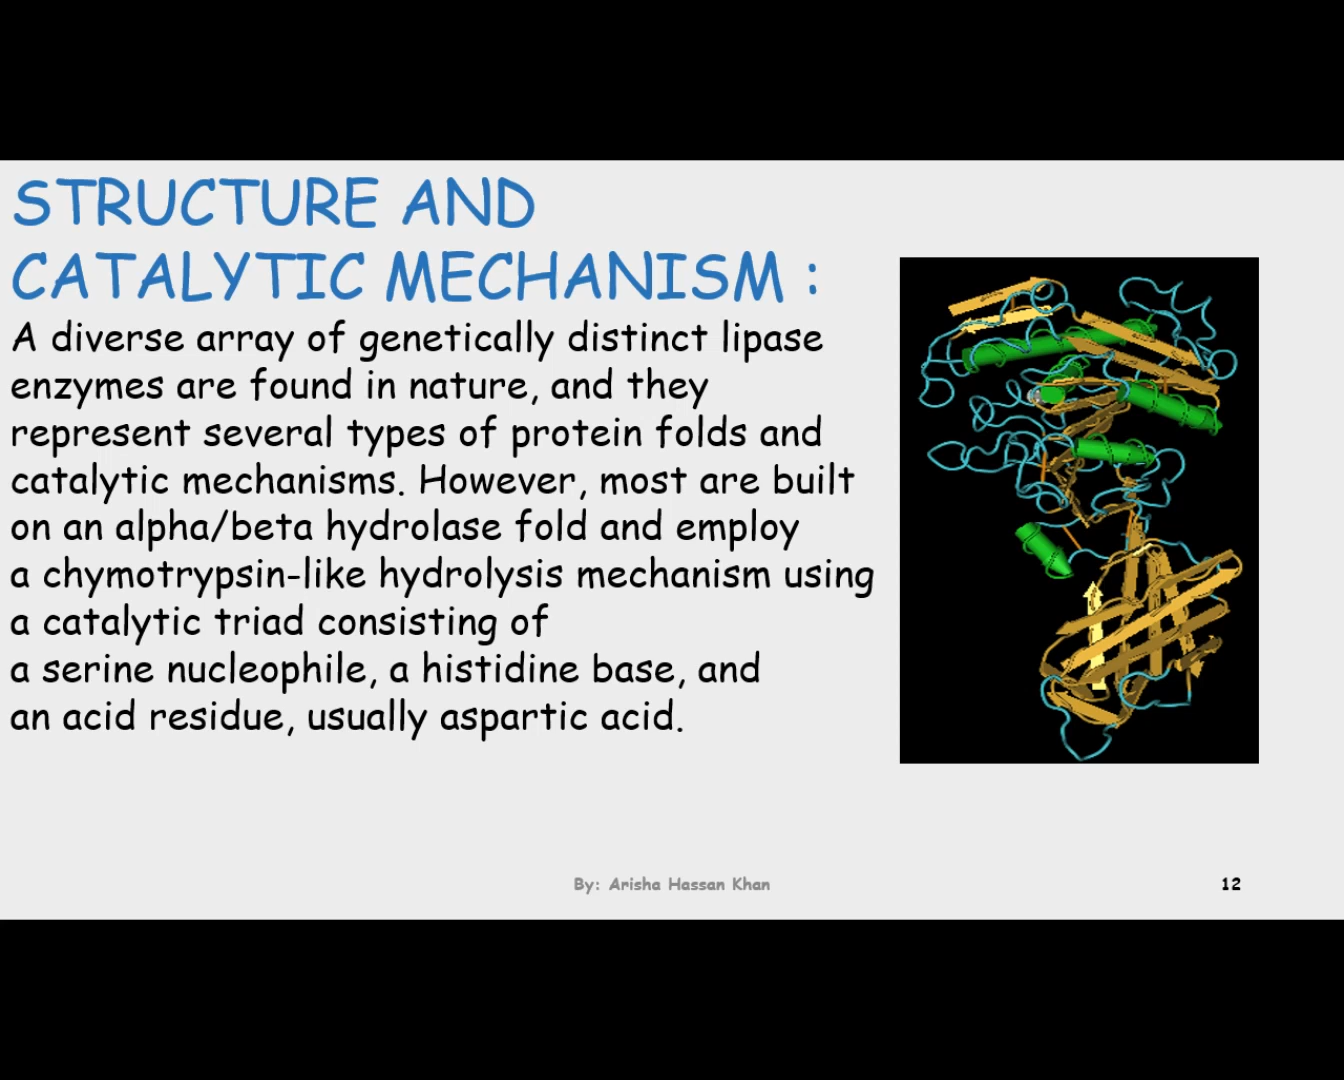 STRUCTURE AND
CATALYTIC MECHANISM :
A diverse array of genetically distinct lipase
enzymes are found in nature, and they
represent several types of protein folds and
catalytic mechanisms. However, most are built
on an alpha/beta hydrolase fold and employ
a chymotrypsin-like hydrolysis mechanism using
a catalytic triad consisting of
a serine nucleophile, a histidine base, and
an acid residue, usually aspartic acid.
By: Arisha Hassan Khan
12